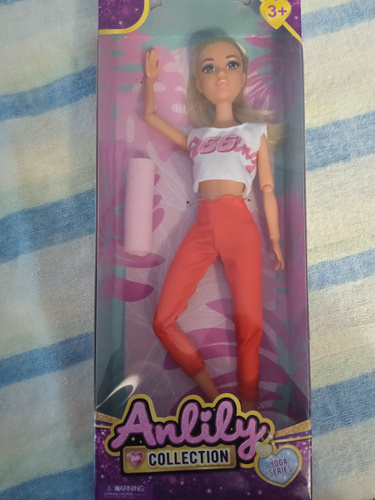 3+
Anlily
COLLECTION
YOGA
SERIES
⚠ WARNING: